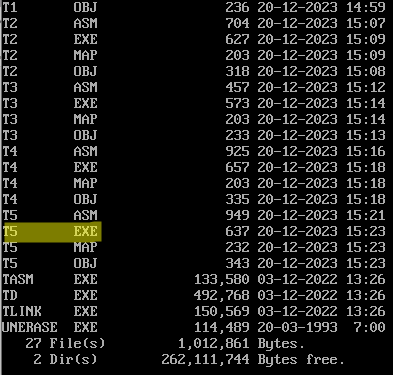 T1 OBJ 236 20-12-2023 14:59
T2 ASM 704 20-12-2023 15:07
T2 EXE 627 20-12-2023 15:09
T2 MAP 203 20-12-2023 15:09
T2 OBJ 318 20-12-2023 15:08
T3 ASM 457 20-12-2023 15:12
T3 EXE 573 20-12-2023 15:14
T3 MAP 203 20-12-2023 15:14
T3 OBJ 233 20-12-2023 15:13
T4 ASM 925 20-12-2023 15:16
T4 EXE 657 20-12-2023 15:18
T4 MAP 203 20-12-2023 15:18
T4 OBJ 335 20-12-2023 15:18
T5 ASM 949 20-12-2023 15:21
T5 EXE 637 20-12-2023 15:23
T5 MAP 232 20-12-2023 15:23
T5 OBJ 343 20-12-2023 15:23
TASM EXE 133,580 03-12-2022 13:26
TD EXE 492,768 03-12-2022 13:26
TLINK EXE 150,569 03-12-2022 13:26
UNERASE EXE 114,489 20-03-1993 7:00
27 File(s) 1,012,861 Bytes.
2 Dir(s) 262,111,744 Bytes free.